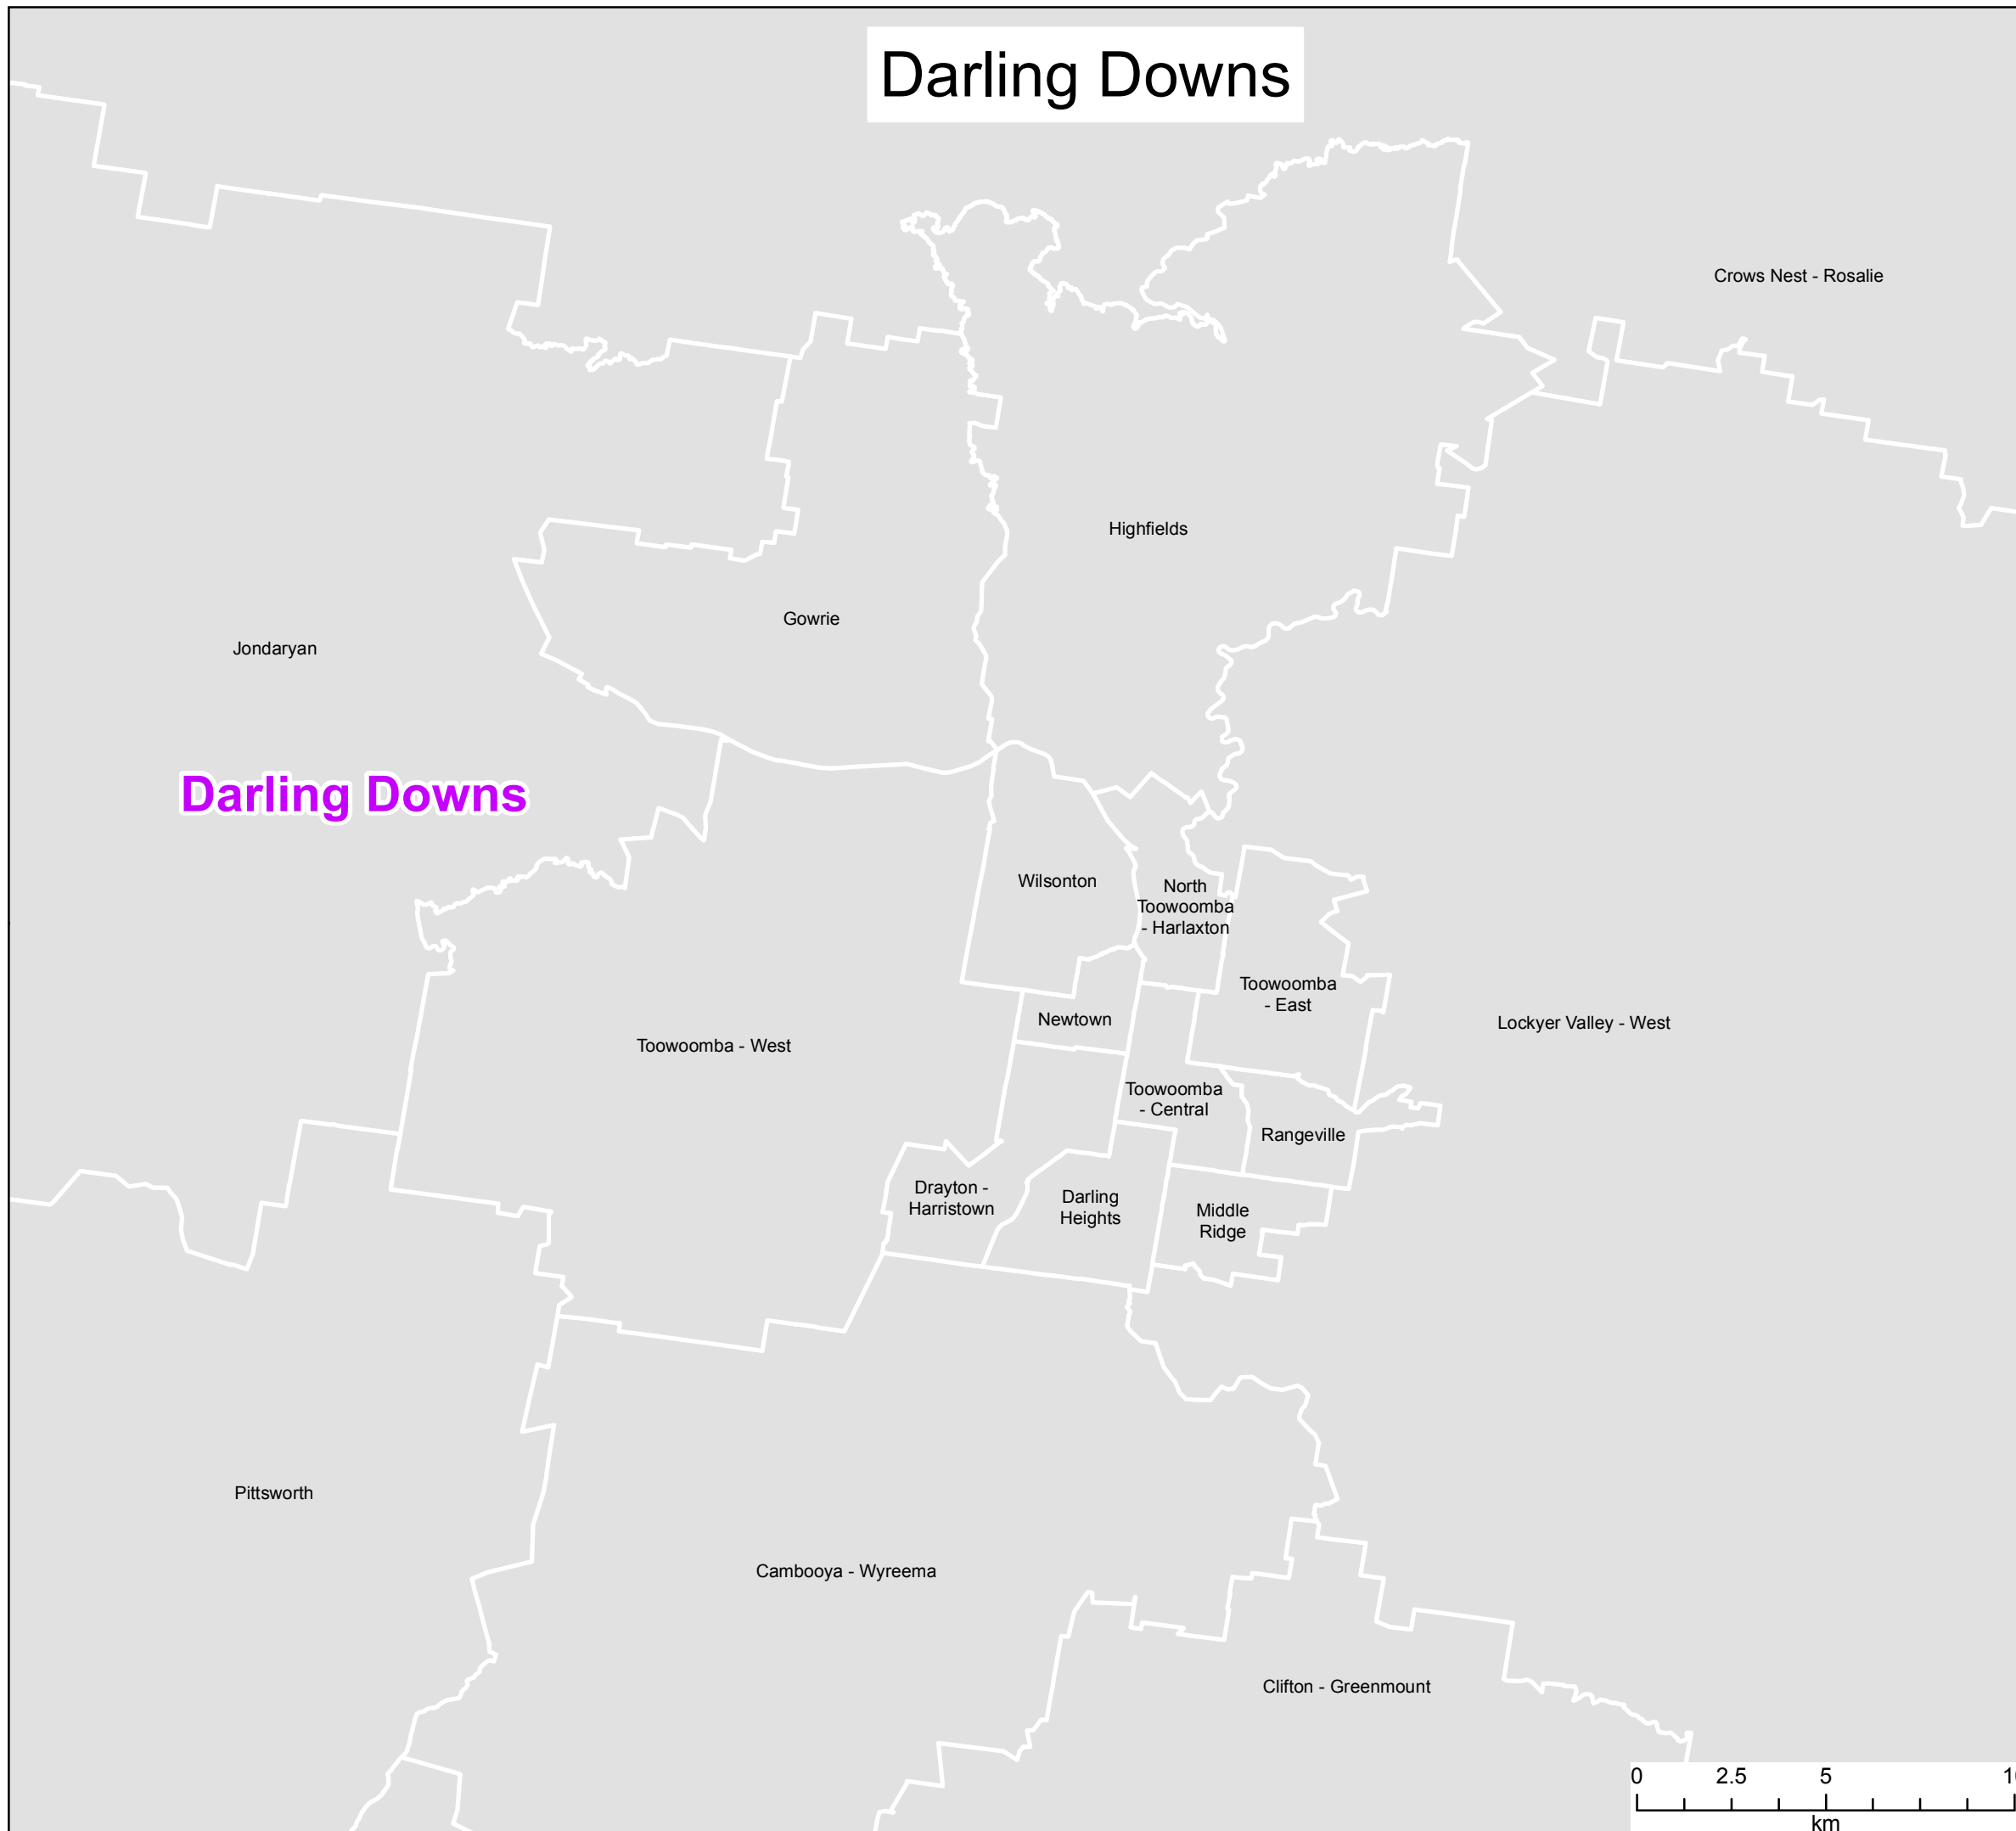 Darling Downs
Crows Nest - Rosalie
Highfields
Gowrie
Jondaryan
Darling Downs
Wilsonton
North
Toowoomba
- Harlaxton
Toowoomba
- East
Newtown
Lockyer Valley - West
Toowoomba - West
Toowoomba
- Central
Rangeville
Drayton -
Harristown
Darling
Heights
Middle
Ridge
Pittsworth
Cambooya - Wyreema
Clifton - Greenmount
0 2.5 5
km